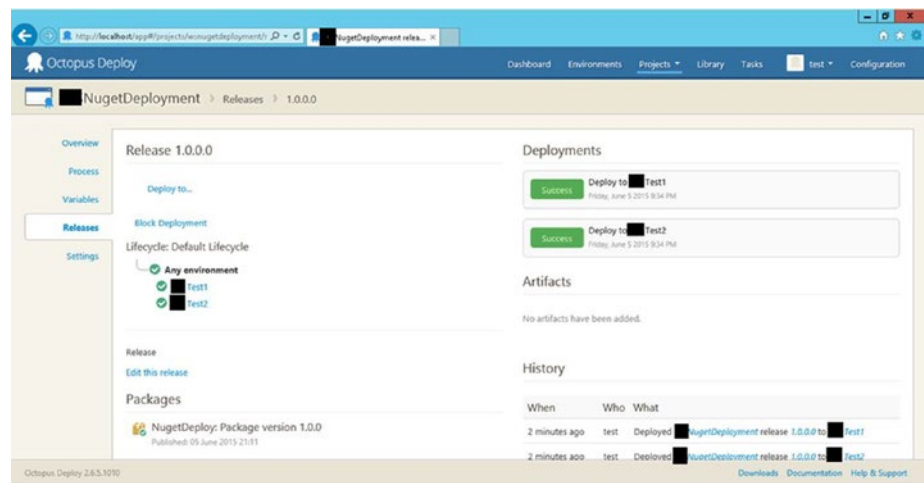 http://localhost/app#/projects/wsnugetdeployment/r
NugetDeployment relea...
Octopus Deploy
Dashboard Environments Projects Library Tasks test Configuration
NugetDeployment > Releases > 1.0.0.0
Overview
Process
Variables
Releases
Settings
Release 1.0.0.0
Deploy to...
Block Deployment
Lifecycle: Default Lifecycle
Any environment
Test1
Test2
Release
Edit this release
Packages
NugetDeploy: Package version 1.0.0
Published: 05 June 2015 21:11
Deployments
Success
Deploy to Test1
Friday, June 5 2015 9:34 PM
Success
Deploy to Test2
Friday, June 5 2015 9:34 PM
Artifacts
No artifacts have been added.
History
When Who What
2 minutes ago test Deployed NugetDeployment release 1.0.0.0 to Test1
2 minutes ago test Deployed NugetDeployment release 1.0.0.0 to Test2
Octopus Deploy 2.6.5.1010
Downloads Documentation Help & Support